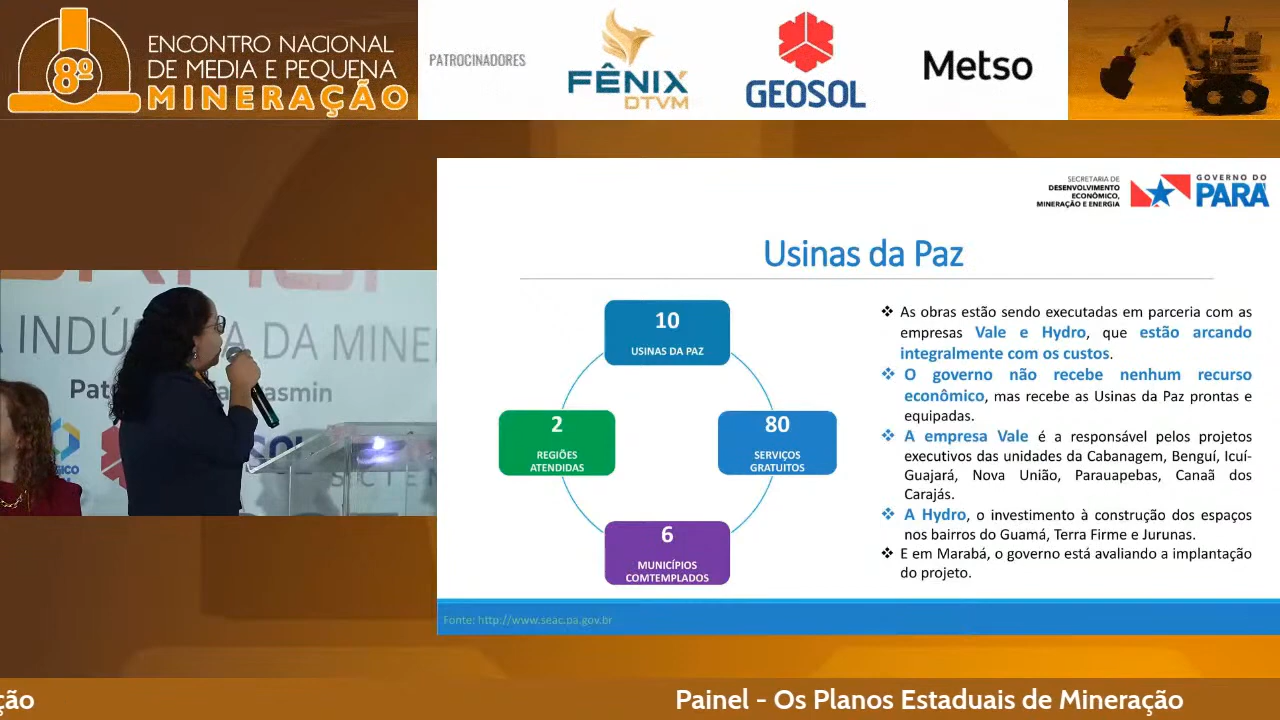 ENCONTRO NACIONAL
DE MEDIA E PEQUENA
MINERAÇÃO
8º
PATROCINADORES
FÊNIX
DTVM
GEOSOL
Metso
SECRETARIA DE
DESENVOLVIMENTO
ECONÔMICO,
MINERAÇÃO E ENERGIA
GOVERNO DO
PARÁ
Usinas da Paz
10
USINAS DA PAZ
2
REGIÕES
ATENDIDAS
80
SERVIÇOS
GRATUITOS
6
MUNICÍPIOS
COMTEMPLADOS
❖ As obras estão sendo executadas em parceria com as
empresas Vale e Hydro, que estão arcando
integralmente com os custos.
❖ O governo não recebe nenhum recurso
econômico, mas recebe as Usinas da Paz prontas e
equipadas.
❖ A empresa Vale é a responsável pelos projetos
executivos das unidades da Cabanagem, Benguí, Icuí-
Guajará, Nova União, Parauapebas, Canaã dos
Carajás.
❖ A Hydro, o investimento à construção dos espaços
nos bairros do Guamá, Terra Firme e Jurunas.
❖ E em Marabá, o governo está avaliando a implantação
do projeto.
Fonte: http://www.seac.pa.gov.br
INDÚ DA MINE
Pat asmin
ção
Painel - Os Planos Estaduais de Mineração